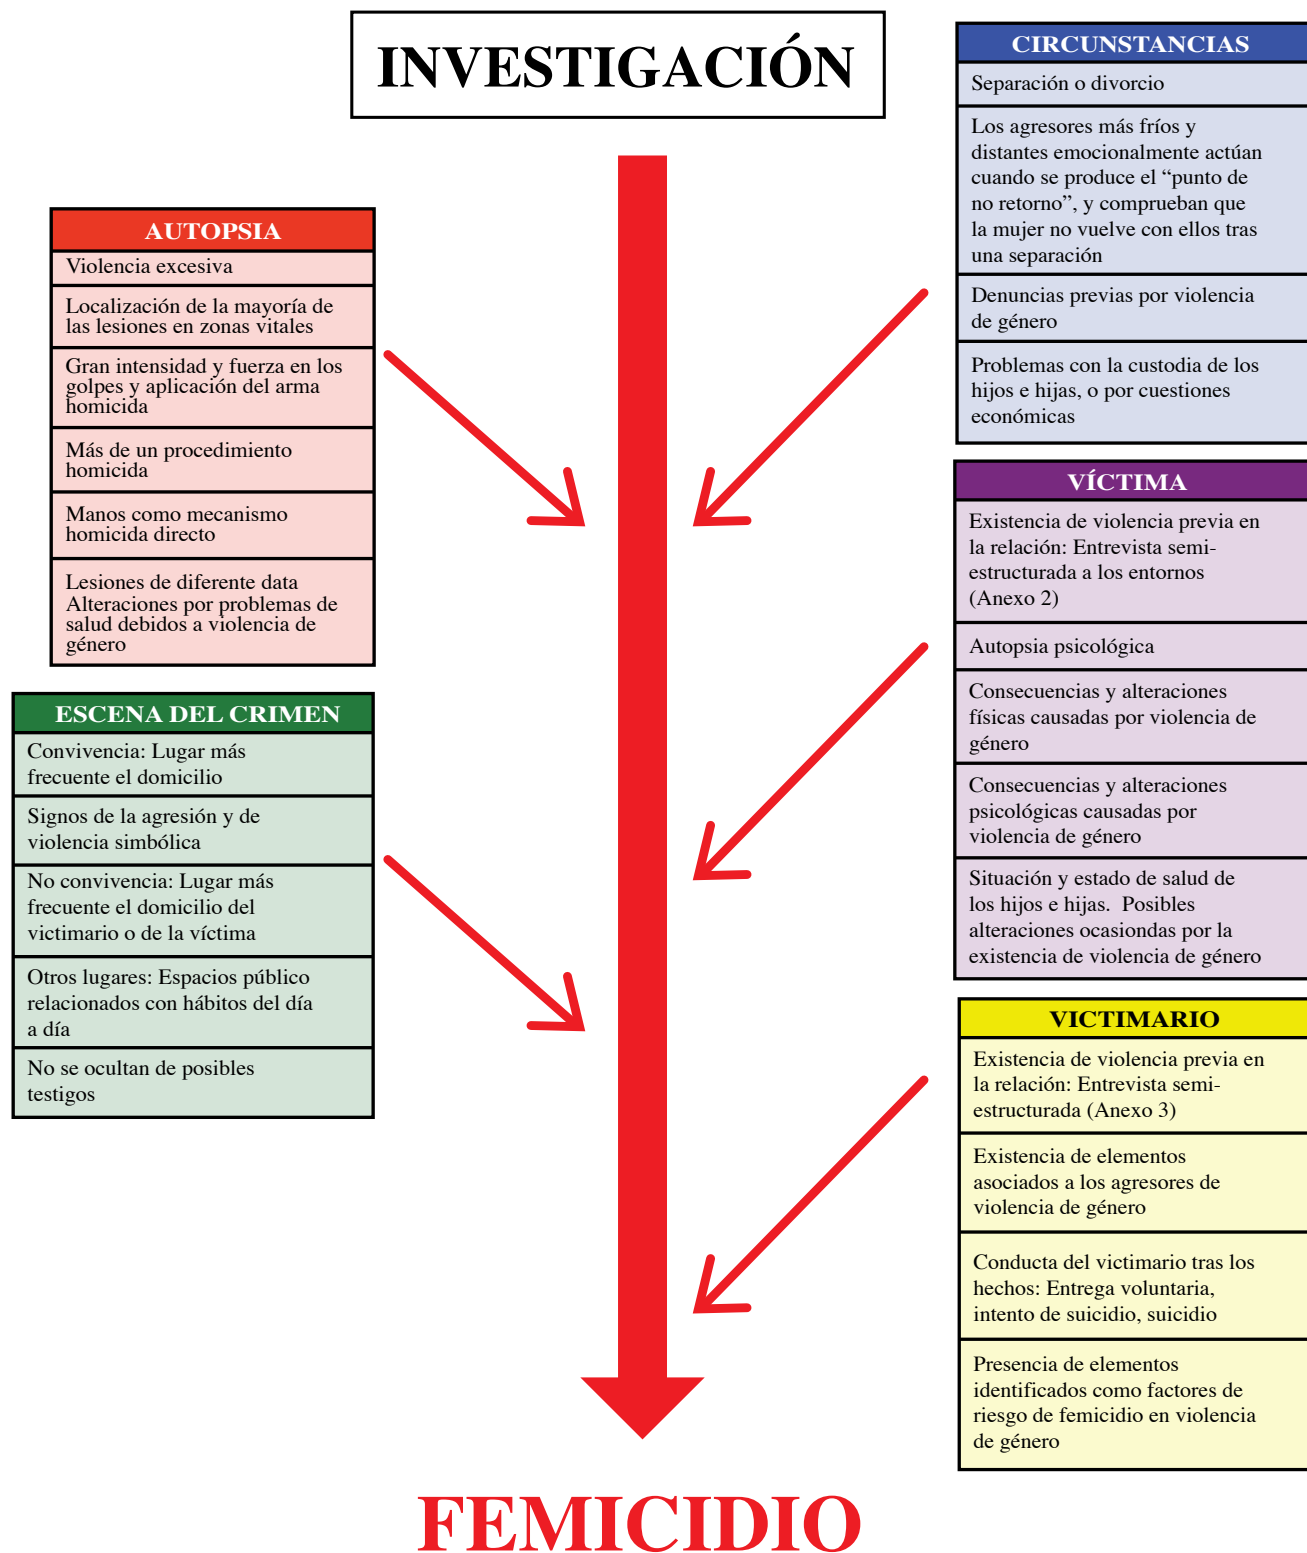 INVESTIGACIÓN
AUTOPSIA
Violencia excesiva
Localización de la mayoría de
las lesiones en zonas vitales
Gran intensidad y fuerza en los
golpes y aplicación del arma
homicida
Más de un procedimiento
homicida
Manos como mecanismo
homicida directo
Lesiones de diferente data
Alteraciones por problemas de
salud debidos a violencia de
género
ESCENA DEL CRIMEN
Convivencia: Lugar más
frecuente el domicilio
Signos de la agresión y de
violencia simbólica
No convivencia: Lugar más
frecuente el domicilio del
victimario o de la víctima
Otros lugares: Espacios público
relacionados con hábitos del día
a día
No se ocultan de posibles
testigos
CIRCUNSTANCIAS
Separación o divorcio
Los agresores más fríos y
distantes emocionalmente actúan
cuando se produce el “punto de
no retorno”, y comprueban que
la mujer no vuelve con ellos tras
una separación
Denuncias previas por violencia
de género
Problemas con la custodia de los
hijos e hijas, o por cuestiones
económicas
VÍCTIMA
Existencia de violencia previa en
la relación: Entrevista semi-
estructurada a los entornos
(Anexo 2)
Autopsia psicológica
Consecuencias y alteraciones
físicas causadas por violencia de
género
Consecuencias y alteraciones
psicológicas causadas por
violencia de género
Situación y estado de salud de
los hijos e hijas.  Posibles
alteraciones ocasiondas por la
existencia de violencia de género
VICTIMARIO
Existencia de violencia previa en
la relación: Entrevista semi-
estructurada (Anexo 3)
Existencia de elementos
asociados a los agresores de
violencia de género
Conducta del victimario tras los
hechos: Entrega voluntaria,
intento de suicidio, suicidio
Presencia de elementos
identificados como factores de
riesgo de femicidio en violencia
de género
FEMICIDIO